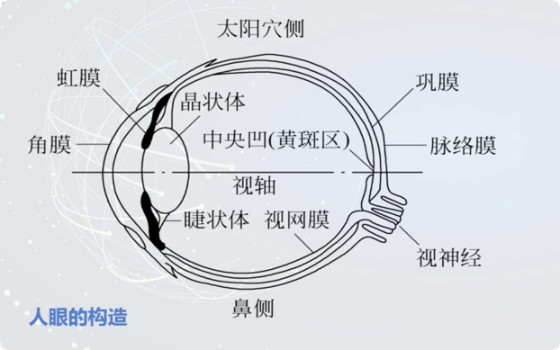 太阳穴侧
虹膜
晶状体
巩膜
角膜
中央凹(黄斑区)
脉络膜
视轴
睫状体
视网膜
视神经
鼻侧
人眼的构造